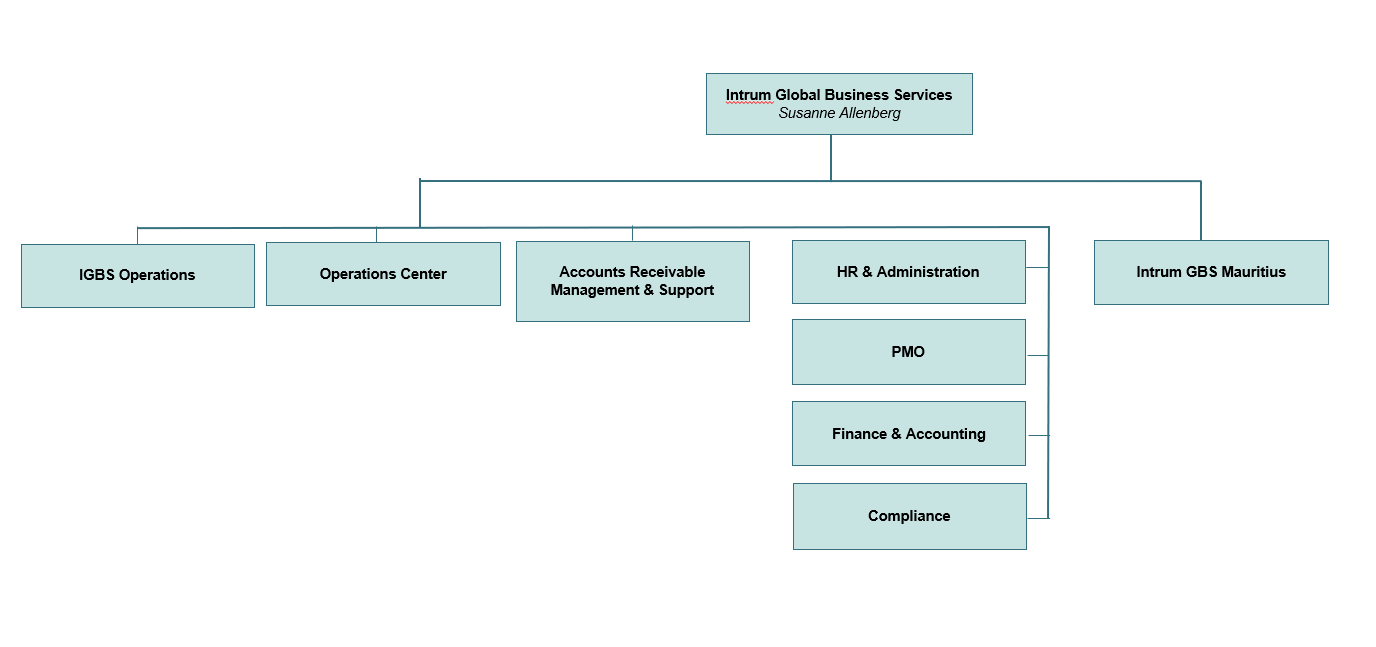 Intrum Global Business Services
Susanne Allenberg
IGBS Operations
Operations Center
Accounts Receivable
Management & Support
HR & Administration
Intrum GBS Mauritius
PMO
Finance & Accounting
Compliance